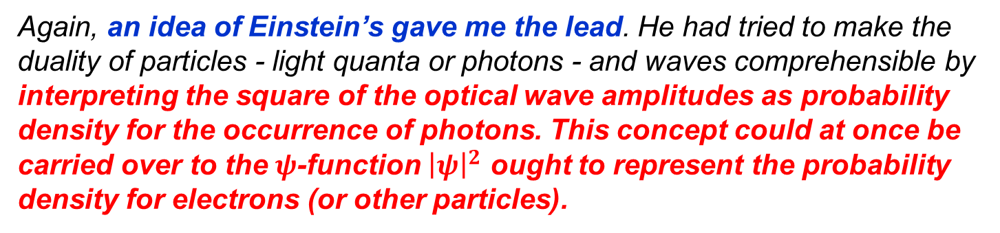 Again, an idea of Einstein’s gave me the lead. He had tried to make the
duality of particles - light quanta or photons - and waves comprehensible by
interpreting the square of the optical wave amplitudes as probability
density for the occurrence of photons. This concept could at once be
carried over to the ψ-function |ψ|² ought to represent the probability
density for electrons (or other particles).